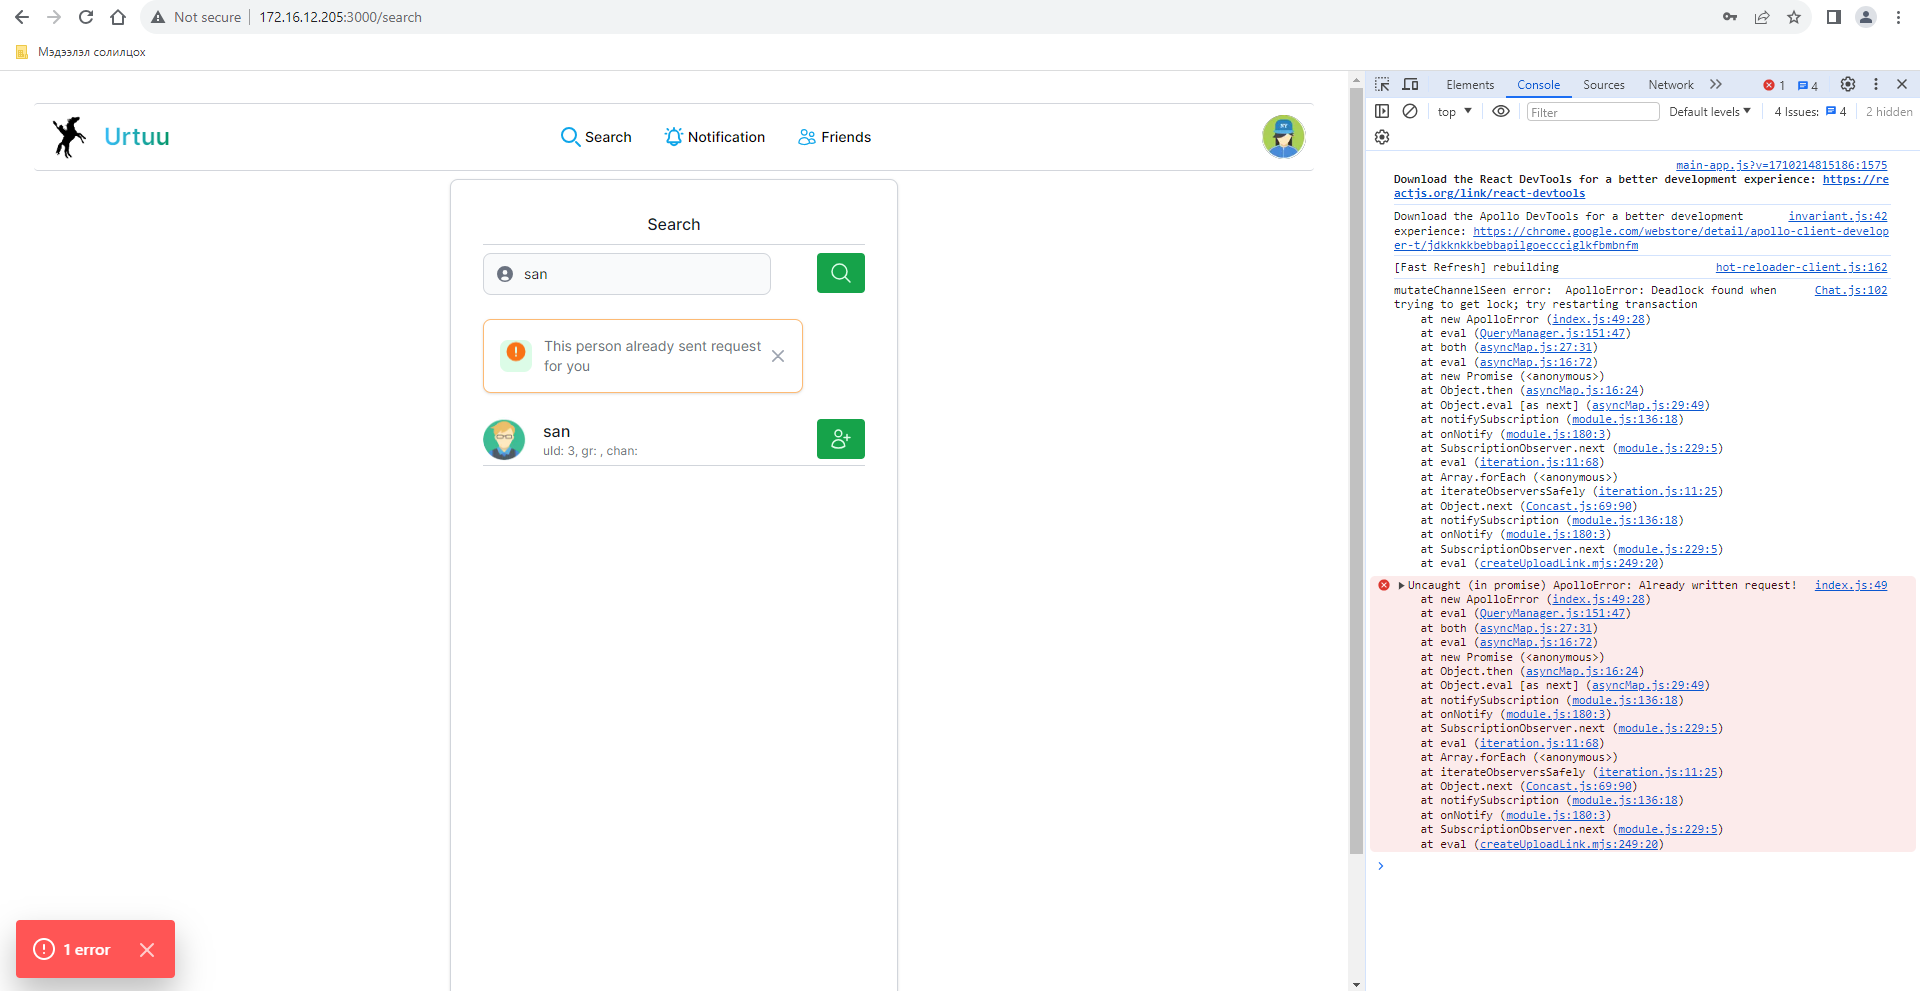 Not secure
172.16.12.205:3000/search
Мэдээлэл солилцох
Urtuu
Search
Notification
Friends
Search
san
This person already sent request
for you
san
uId: 3, gr: , chan:
1 error
Elements
Console
Sources
Network
1
4
top
Filter
Default levels
4 Issues:
4
2 hidden
main-app.js?v=1710214815186:1575
Download the React DevTools for a better development experience: https://re
actjs.org/link/react-devtools
Download the Apollo DevTools for a better development invariant.js:42
experience: https://chrome.google.com/webstore/detail/apollo-client-develop
er-t/jdkknkkbebbapilgoeccciglkfbmbnfm
[Fast Refresh] rebuilding hot-reloader-client.js:162
mutateChannelSeen error: ApolloError: Deadlock found when Chat.js:102
trying to get lock; try restarting transaction
at new ApolloError (index.js:49:28)
at eval (QueryManager.js:151:47)
at both (asyncMap.js:27:31)
at eval (asyncMap.js:16:72)
at new Promise (<anonymous>)
at Object.then (asyncMap.js:16:24)
at Object.eval [as next] (asyncMap.js:29:49)
at notifySubscription (module.js:136:18)
at onNotify (module.js:180:3)
at SubscriptionObserver.next (module.js:229:5)
at eval (iteration.js:11:68)
at Array.forEach (<anonymous>)
at iterateObserversSafely (iteration.js:11:25)
at Object.next (Concast.js:69:90)
at notifySubscription (module.js:136:18)
at onNotify (module.js:180:3)
at SubscriptionObserver.next (module.js:229:5)
at eval (createUploadLink.mjs:249:20)
Uncaught (in promise) ApolloError: Already written request! index.js:49
at new ApolloError (index.js:49:28)
at eval (QueryManager.js:151:47)
at both (asyncMap.js:27:31)
at eval (asyncMap.js:16:72)
at new Promise (<anonymous>)
at Object.then (asyncMap.js:16:24)
at Object.eval [as next] (asyncMap.js:29:49)
at notifySubscription (module.js:136:18)
at onNotify (module.js:180:3)
at SubscriptionObserver.next (module.js:229:5)
at eval (iteration.js:11:68)
at Array.forEach (<anonymous>)
at iterateObserversSafely (iteration.js:11:25)
at Object.next (Concast.js:69:90)
at notifySubscription (module.js:136:18)
at onNotify (module.js:180:3)
at SubscriptionObserver.next (module.js:229:5)
at eval (createUploadLink.mjs:249:20)